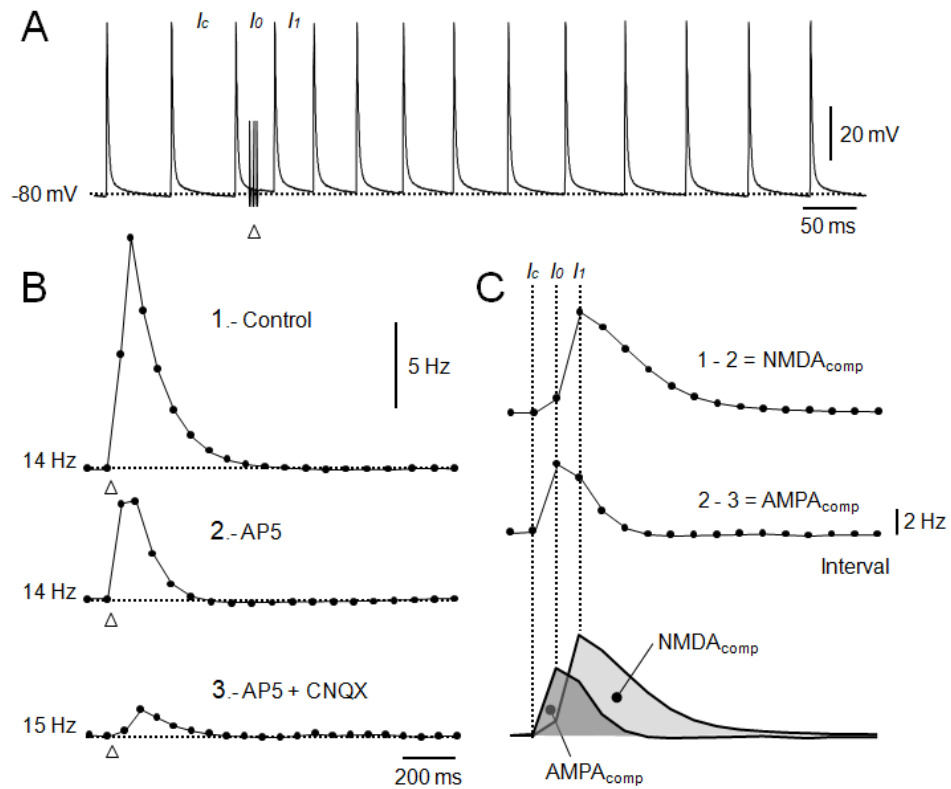 A
Ic I0 I1
20 mV
-80 mV
50 ms
Δ
B
1.- Control
5 Hz
14 Hz
Δ
2.- AP5
14 Hz
Δ
3.- AP5 + CNQX
15 Hz
Δ
200 ms
C
Ic I0 I1
1 - 2 = NMDAcomp
2 - 3 = AMPAcomp
2 Hz
Interval
NMDAcomp
AMPAcomp